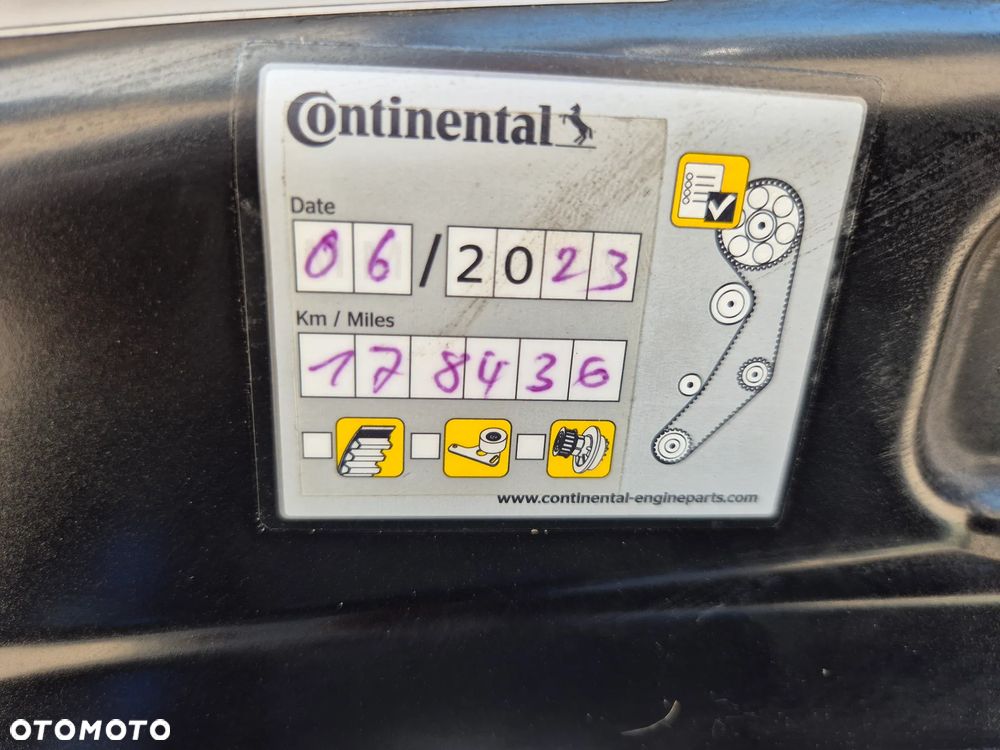 Continental
Date
06/2023
Km / Miles
178436
www.continental-engineparts.com
OTOMOTO